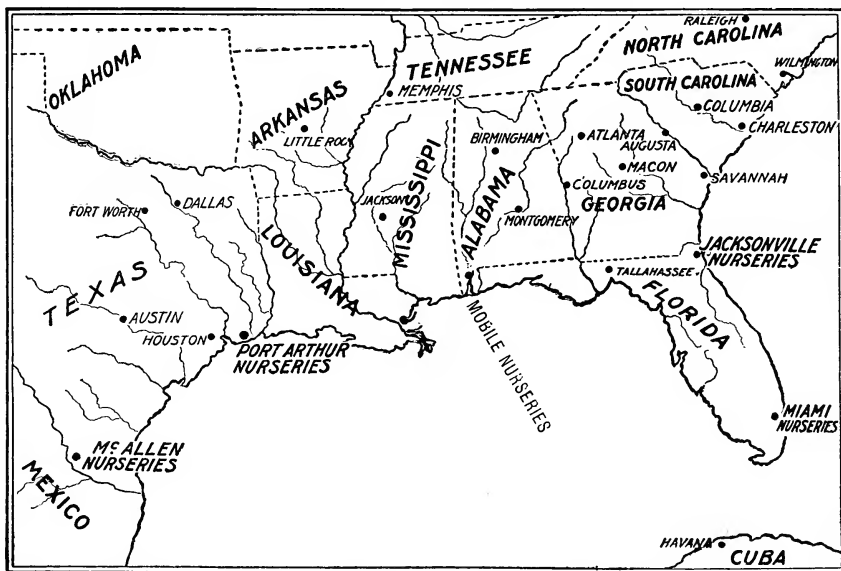 RALEIGH
NORTH CAROLINA
WILMINGTON
OKLAHOMA
TENNESSEE
SOUTH CAROLINA
MEMPHIS
COLUMBIA
ARKANSAS
LITTLE ROCK
CHARLESTON
BIRMINGHAM
ATLANTA
AUGUSTA
MACON
SAVANNAH
FORT WORTH
DALLAS
JACKSON
MISSISSIPPI
ALABAMA
COLUMBUS
GEORGIA
MONTGOMERY
LOUISIANA
JACKSONVILLE
NURSERIES
TALLAHASSEE
TEXAS
FLORIDA
AUSTIN
HOUSTON
PORT ARTHUR
NURSERIES
MOBILE NURSERIES
MIAMI
NURSERIES
McALLEN
NURSERIES
MEXICO
HAVANA
CUBA